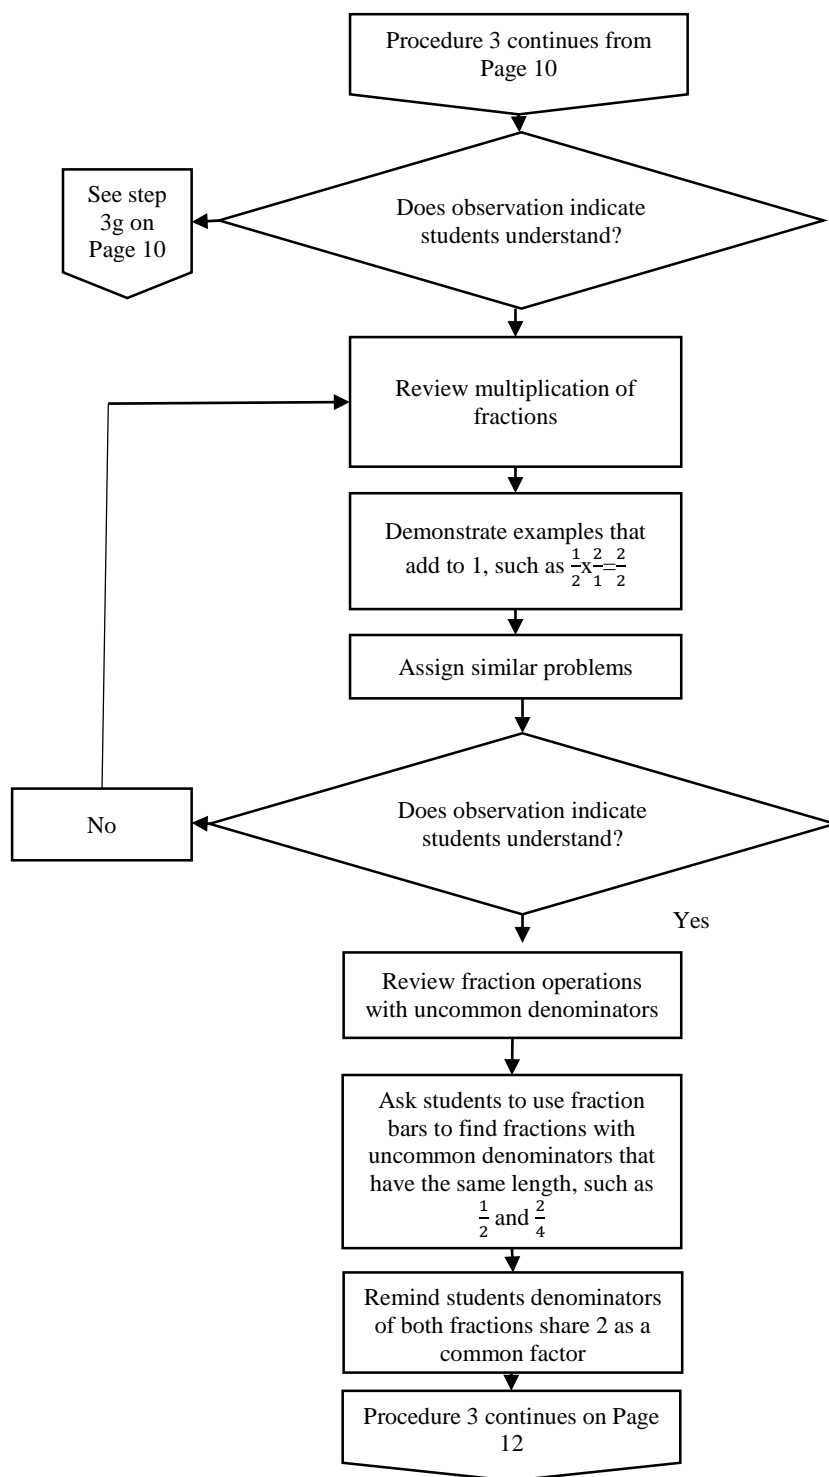 Procedure 3 continues from
Page 10
See step
3g on
Page 10
Does observation indicate
students understand?
Review multiplication of
fractions
Demonstrate examples that
add to 1, such as 1/2x2/1=2/2
Assign similar problems
Does observation indicate
students understand?
No
Yes
Review fraction operations
with uncommon denominators
Ask students to use fraction
bars to find fractions with
uncommon denominators that
have the same length, such as
1/2 and 2/4
Remind students denominators
of both fractions share 2 as a
common factor
Procedure 3 continues on Page
12